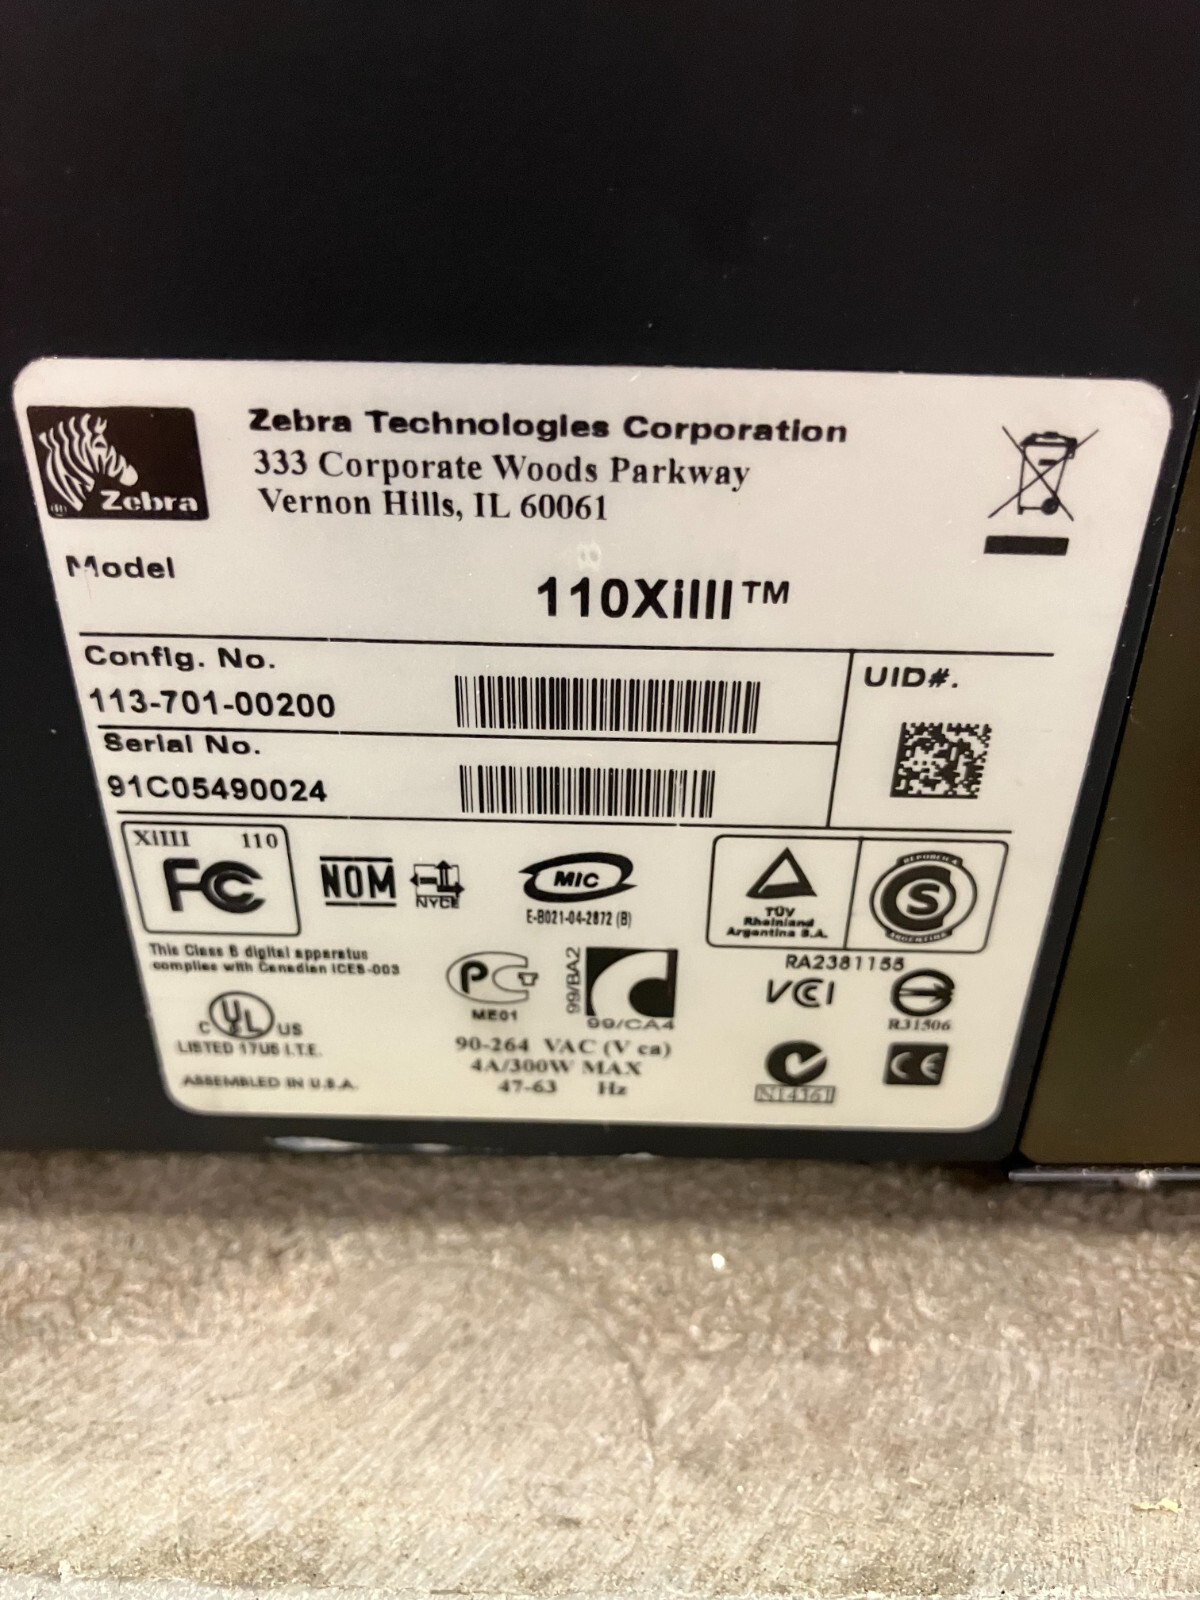 Zebra
Zebra Technologies Corporation
333 Corporate Woods Parkway
Vernon Hills, IL 60061
Model
110XiIII™
Config. No.
113-701-00200
UID#.
Serial No.
91C05490024
XiIII 110
FC
NOM
NYCE
MIC
E-B021-04-2872 (B)
TÜV
Rheinland
Argentina S.A.
REPUBLICA
S
ARGENTINA
This Class B digital apparatus
complies with Canadian ICES-003
RA2381155
PG
ME01
99/BA2
99/CA4
VCI
R31506
C UL US
LISTED 17U6 I.T.E.
90-264 VAC (V ca)
4A/300W MAX
47-63 Hz
N14361
CE
ASSEMBLED IN U.S.A.